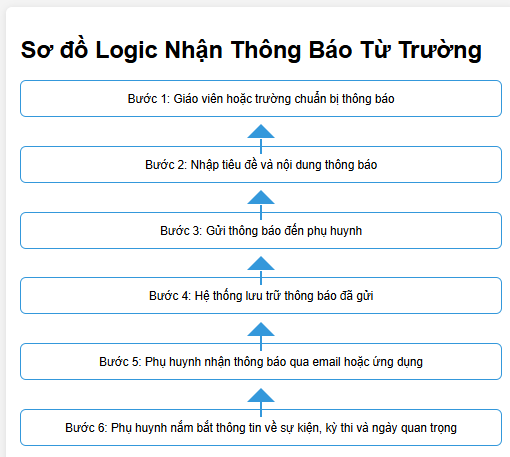 Sơ đồ Logic Nhận Thông Báo Từ Trường
Bước 1: Giáo viên hoặc trường chuẩn bị thông báo
Bước 2: Nhập tiêu đề và nội dung thông báo
Bước 3: Gửi thông báo đến phụ huynh
Bước 4: Hệ thống lưu trữ thông báo đã gửi
Bước 5: Phụ huynh nhận thông báo qua email hoặc ứng dụng
Bước 6: Phụ huynh nắm bắt thông tin về sự kiện, kỳ thi và ngày quan trọng